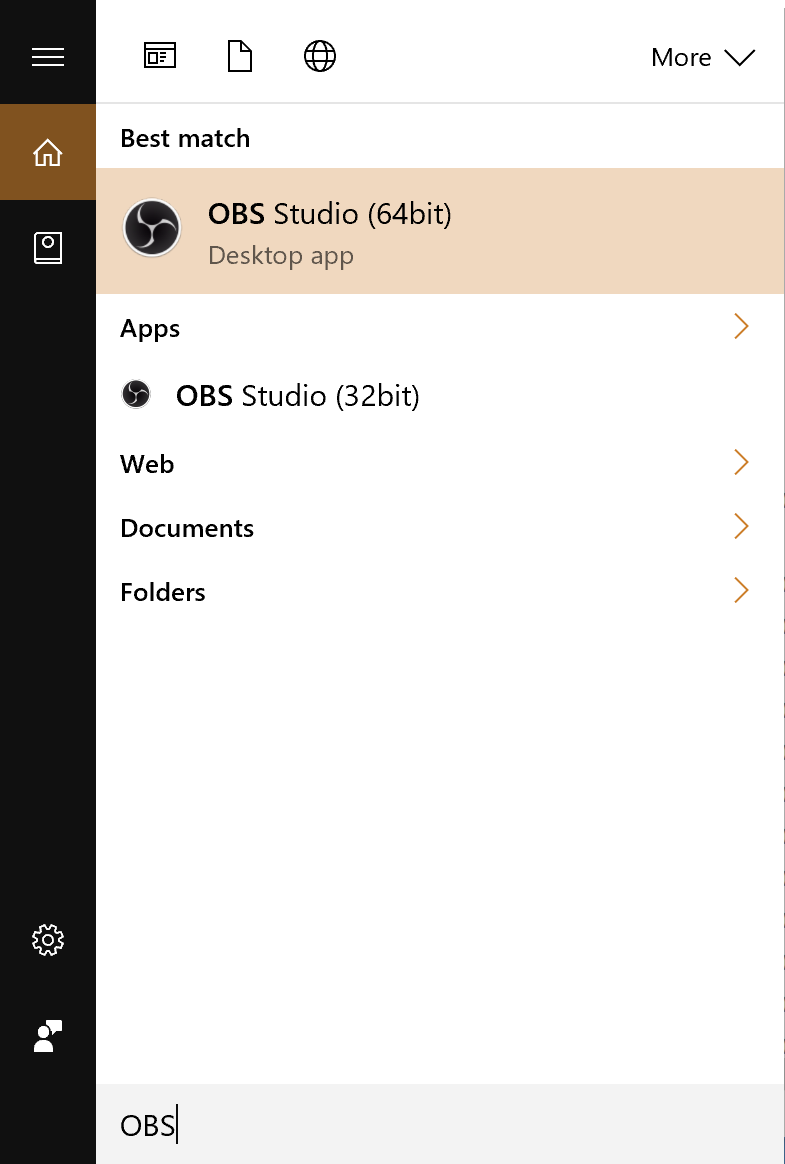 More
Best match
OBS Studio (64bit)
Desktop app
Apps
OBS Studio (32bit)
Web
Documents
Folders
OBS